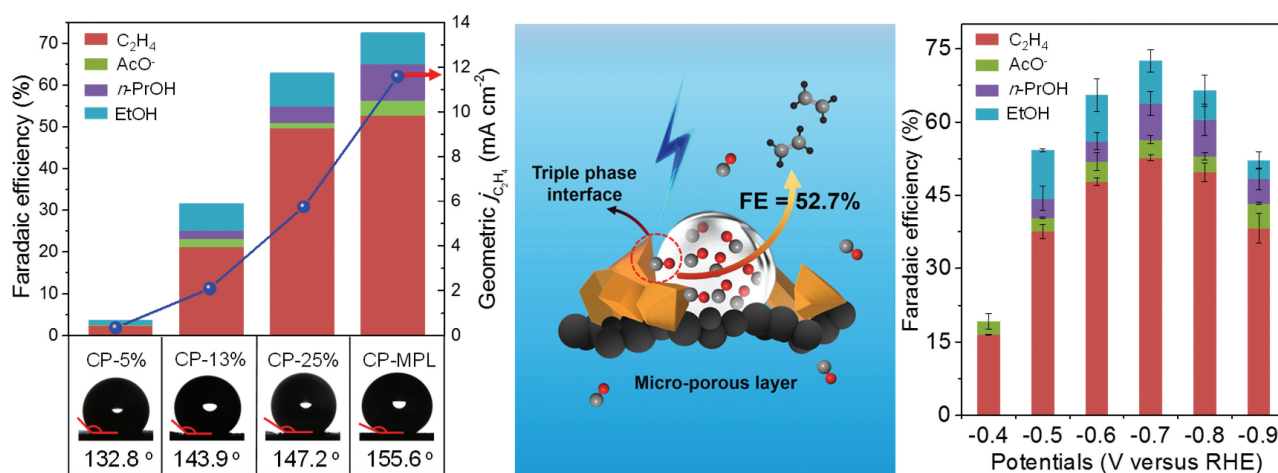 Faradaic efficiency (%)
70
60
50
40
30
20
10
0
C₂H₄
AcO⁻
n-PrOH
EtOH
14
12
10
8
6
4
2
0
Geometric j_C₂H₄ (mA cm⁻²)
CP-5% CP-13% CP-25% CP-MPL
132.8 º 143.9 º 147.2 º 155.6 º
Triple phase
interface
FE = 52.7%
Micro-porous layer
Faradaic efficiency (%)
75
60
45
30
15
0
C₂H₄
AcO⁻
n-PrOH
EtOH
-0.4 -0.5 -0.6 -0.7 -0.8 -0.9
Potentials (V versus RHE)